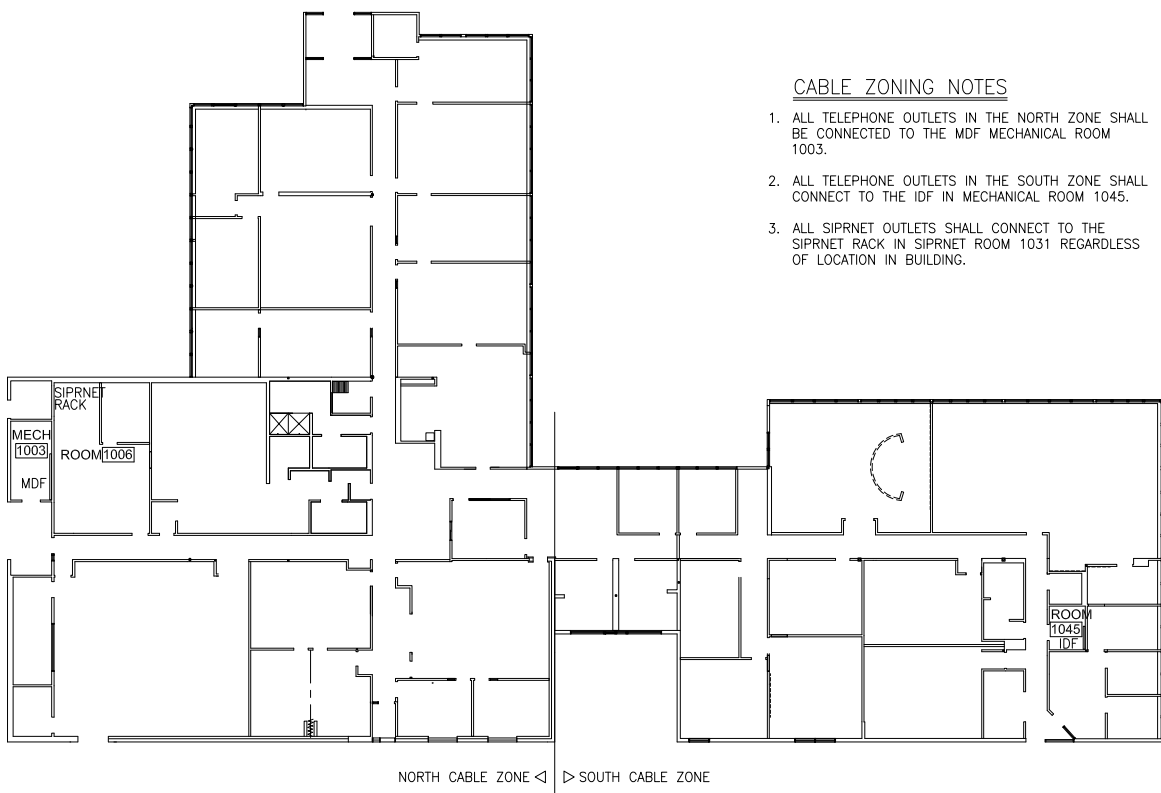 CABLE ZONING NOTES
1. ALL TELEPHONE OUTLETS IN THE NORTH ZONE SHALL
BE CONNECTED TO THE MDF MECHANICAL ROOM
1003.
2. ALL TELEPHONE OUTLETS IN THE SOUTH ZONE SHALL
CONNECT TO THE IDF IN MECHANICAL ROOM 1045.
3. ALL SIPRNET OUTLETS SHALL CONNECT TO THE
SIPRNET RACK IN SIPRNET ROOM 1031 REGARDLESS
OF LOCATION IN BUILDING.
SIPRNET
RACK
MECH
1003
MDF
ROOM 1006
ROOM
1045
IDF
NORTH CABLE ZONE
SOUTH CABLE ZONE